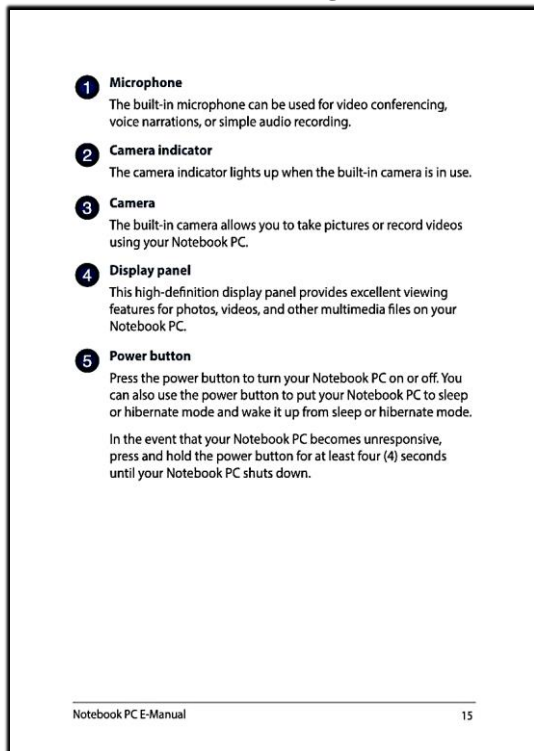 1 Microphone
The built-in microphone can be used for video conferencing,
voice narrations, or simple audio recording.
2 Camera indicator
The camera indicator lights up when the built-in camera is in use.
3 Camera
The built-in camera allows you to take pictures or record videos
using your Notebook PC.
4 Display panel
This high-definition display panel provides excellent viewing
features for photos, videos, and other multimedia files on your
Notebook PC.
5 Power button
Press the power button to turn your Notebook PC on or off. You
can also use the power button to put your Notebook PC to sleep
or hibernate mode and wake it up from sleep or hibernate mode.
In the event that your Notebook PC becomes unresponsive,
press and hold the power button for at least four (4) seconds
until your Notebook PC shuts down.
Notebook PC E-Manual 15